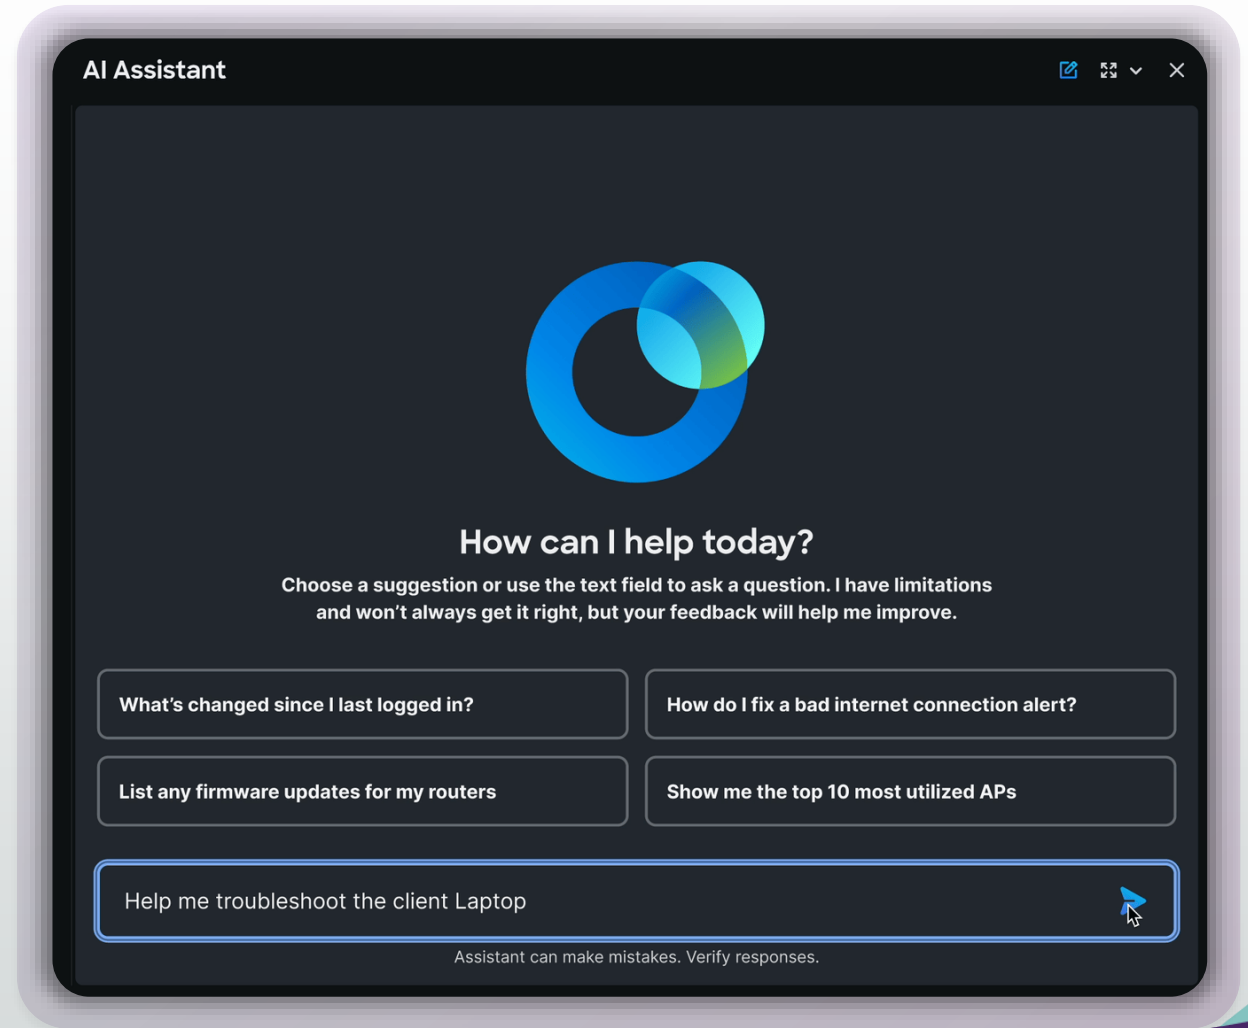 AI Assistant
How can I help today?
Choose a suggestion or use the text field to ask a question. I have limitations
and won’t always get it right, but your feedback will help me improve.
What’s changed since I last logged in?
How do I fix a bad internet connection alert?
List any firmware updates for my routers
Show me the top 10 most utilized APs
Help me troubleshoot the client Laptop
Assistant can make mistakes. Verify responses.